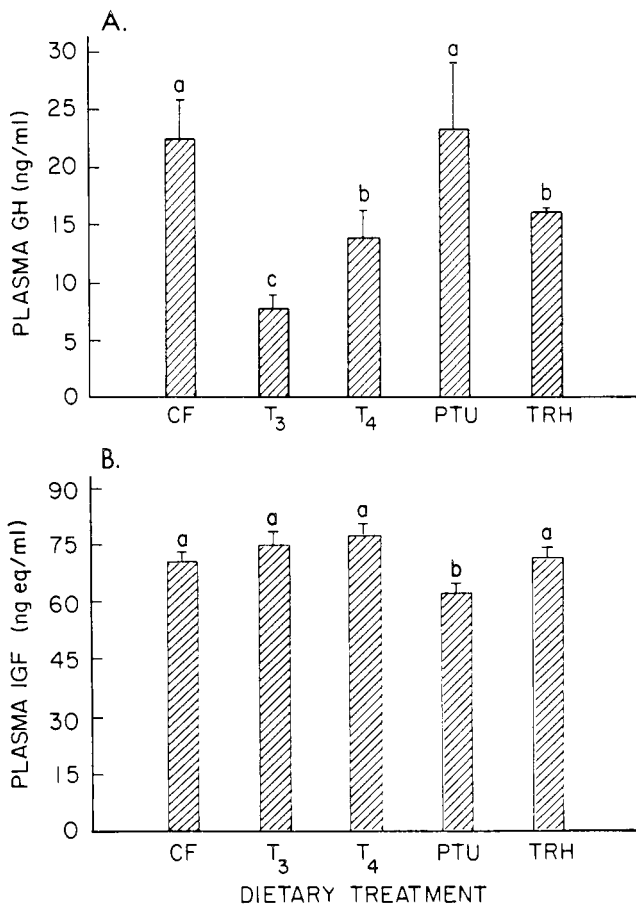 A.
PLASMA GH (ng/ml)
30
25
20
15
10
5
0
a
c
b
a
b
CF T₃ T₄ PTU TRH
B.
PLASMA IGF (ng eq/ml)
90
75
60
45
30
15
0
a
a
a
b
a
CF T₃ T₄ PTU TRH
DIETARY TREATMENT